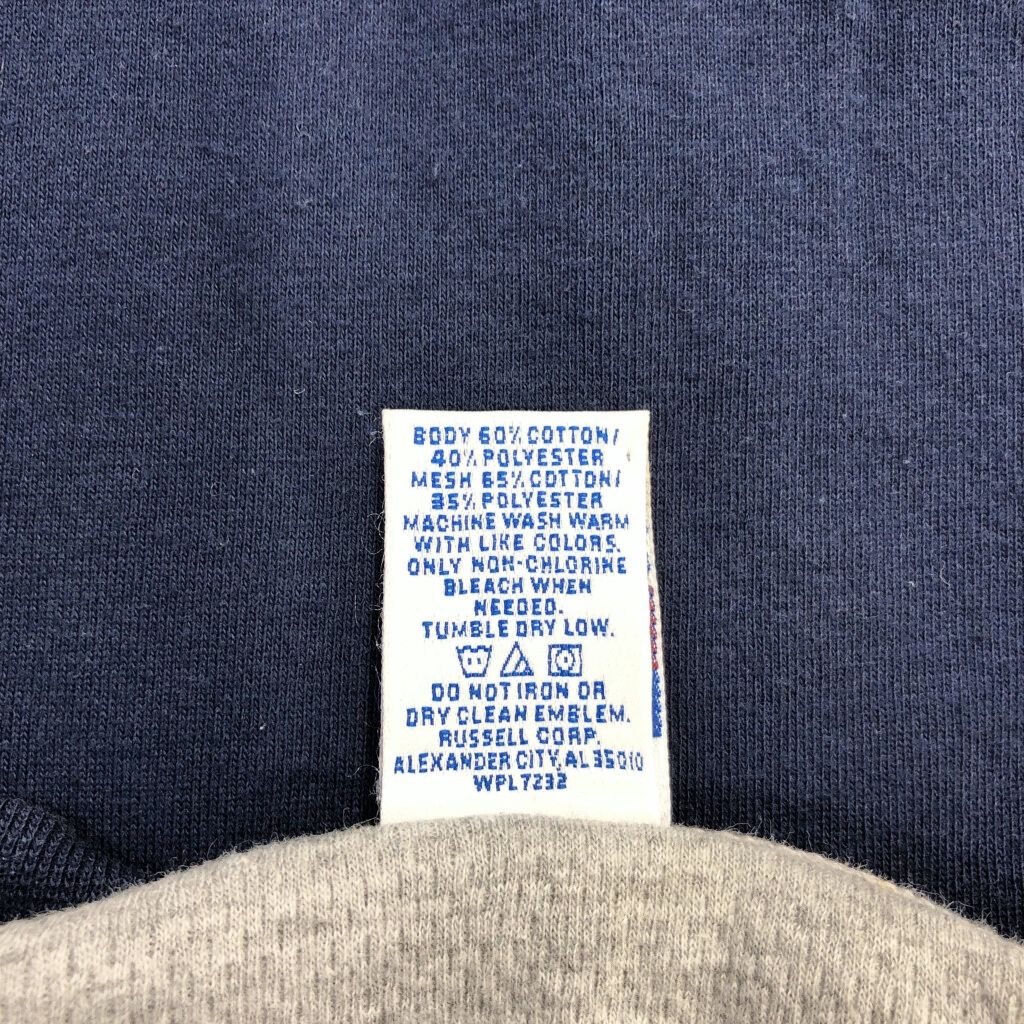 BODY 60% COTTON/
40% POLYESTER
MESH 65% COTTON/
35% POLYESTER
MACHINE WASH WARM
WITH LIKE COLORS.
ONLY NON-CHLORINE
BLEACH WHEN
NEEDED.
TUMBLE DRY LOW.
DO NOT IRON OR
DRY CLEAN EMBLEM.
RUSSELL CORP.
ALEXANDER CITY, AL 35010
WPL7232